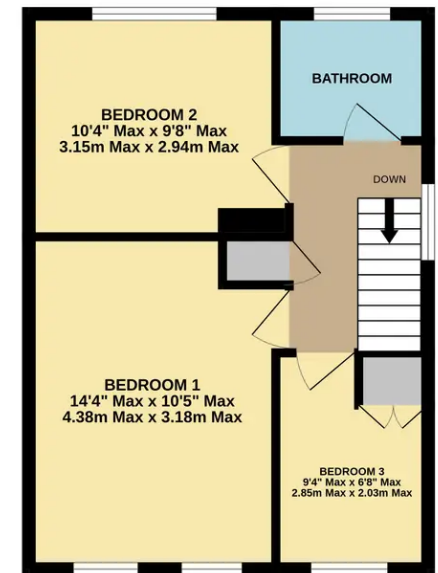 BATHROOM
BEDROOM 2
10'4" Max x 9'8" Max
3.15m Max x 2.94m Max
DOWN
BEDROOM 1
14'4" Max x 10'5" Max
4.38m Max x 3.18m Max
BEDROOM 3
9'4" Max x 6'8" Max
2.85m Max x 2.03m Max